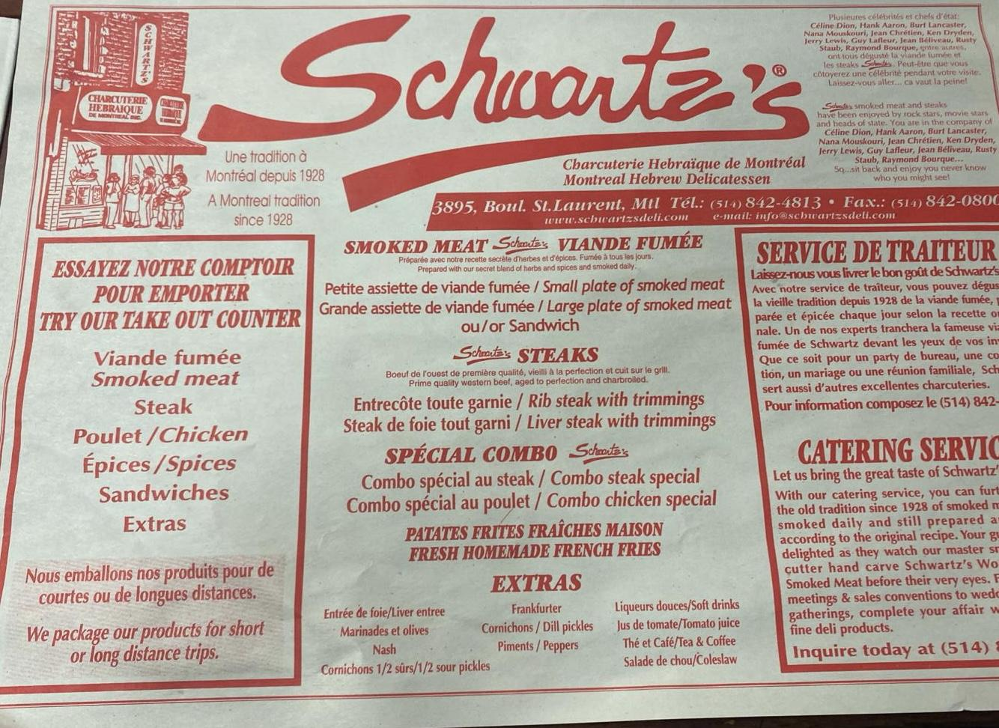 SCHWARTZ'S
CHARCUTERIE
HEBRAIQUE
DE MONTREAL INC.
Schwartz's®
Une tradition à
Montréal depuis 1928
A Montreal tradition
since 1928
Plusieures célébrités et chefs d'état:
Céline Dion, Hank Aaron, Burt Lancaster,
Nana Mouskouri, Jean Chrétien, Ken Dryden,
Jerry Lewis, Guy Lafleur, Jean Béliveau, Rusty
Staub, Raymond Bourque, entre autres,
ont tous dégusté la viande fumée et
les steaks Schwartz's. Peut-être que vous
côtoyerez une célébrité pendant votre visite.
Laissez-vous aller... ca vaut la peine!
Schwartz's smoked meat and steaks
have been enjoyed by rock stars, movie stars
and heads of state. You are in the company of
Céline Dion, Hank Aaron, Burt Lancaster,
Nana Mouskouri, Jean Chrétien, Ken Dryden,
Jerry Lewis, Guy Lafleur, Jean Béliveau, Rusty
Staub, Raymond Bourque...
So...sit back and enjoy you never know
who you might see!
Charcuterie Hebraïque de Montréal
Montreal Hebrew Delicatessen
3895, Boul. St.Laurent, Mtl Tél.: (514) 842-4813 • Fax.: (514) 842-0800
www.schwartzsdeli.com e-mail: info@schwartzsdeli.com
ESSAYEZ NOTRE COMPTOIR
POUR EMPORTER
TRY OUR TAKE OUT COUNTER
Viande fumée
Smoked meat
Steak
Poulet /Chicken
Épices /Spices
Sandwiches
Extras
Nous emballons nos produits pour de
courtes ou de longues distances.
We package our products for short
or long distance trips.
SMOKED MEAT Schwartz's VIANDE FUMÉE
Préparée avec notre recette secrète d'herbes et d'épices. Fumée à tous les jours.
Prepared with our secret blend of herbs and spices and smoked daily.
Petite assiette de viande fumée / Small plate of smoked meat
Grande assiette de viande fumée / Large plate of smoked meat
ou/or Sandwich
Schwartz's STEAKS
Boeuf de l'ouest de première qualité, vieilli à la perfection et cuit sur le grill.
Prime quality western beef, aged to perfection and charbroiled.
Entrecôte toute garnie / Rib steak with trimmings
Steak de foie tout garni / Liver steak with trimmings
SPÉCIAL COMBO Schwartz's
Combo spécial au steak / Combo steak special
Combo spécial au poulet / Combo chicken special
PATATES FRITES FRAÎCHES MAISON
FRESH HOMEMADE FRENCH FRIES
EXTRAS
Entrée de foie/Liver entree
Marinades et olives
Nash
Cornichons 1/2 sûrs/1/2 sour pickles
Frankfurter
Cornichons / Dill pickles
Piments / Peppers
Liqueurs douces/Soft drinks
Jus de tomate/Tomato juice
Thé et Café/Tea & Coffee
Salade de chou/Coleslaw
SERVICE DE TRAITEUR
Laissez-nous vous livrer le bon goût de Schwartz's
Avec notre service de traîteur, vous pouvez dégus
la vieille tradition depuis 1928 de la viande fumée, p
parée et épicée chaque jour selon la recette o
nale. Un de nos experts tranchera la fameuse via
fumée de Schwartz devant les yeux de vos inv
Que ce soit pour un party de bureau, une co
tion, un mariage ou une réunion familiale, Sch
sert aussi d'autres excellentes charcuteries.
Pour information composez le (514) 842-
CATERING SERVIC
Let us bring the great taste of Schwartz'
With our catering service, you can furt
the old tradition since 1928 of smoked m
smoked daily and still prepared a
according to the original recipe. Your g
delighted as they watch our master sm
cutter hand carve Schwartz's Wo
Smoked Meat before their very eyes. F
meetings & sales conventions to wedd
gatherings, complete your affair w
fine deli products.
Inquire today at (514) 8